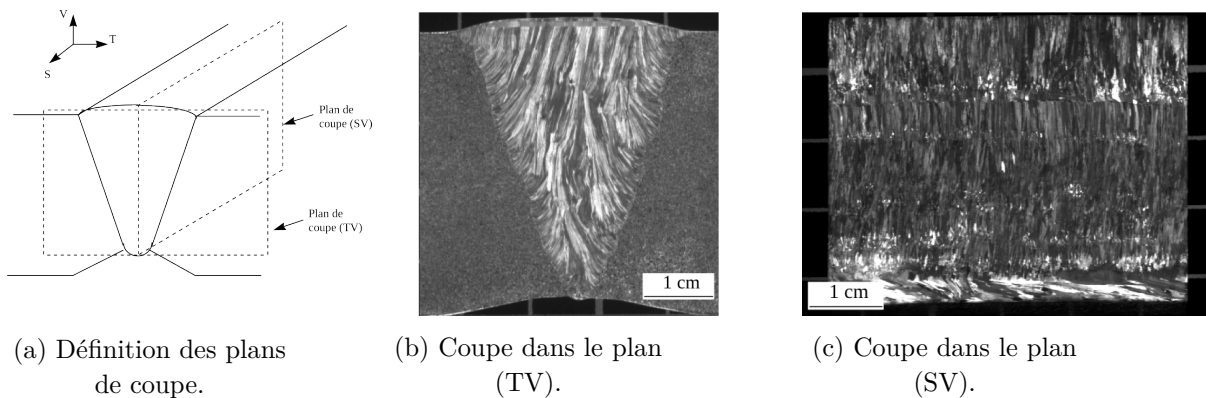 V
T
S
Plan de
coupe (SV)
Plan de
coupe (TV)
1 cm
1 cm
(a) Définition des plans
de coupe.
(b) Coupe dans le plan
(TV).
(c) Coupe dans le plan
(SV).